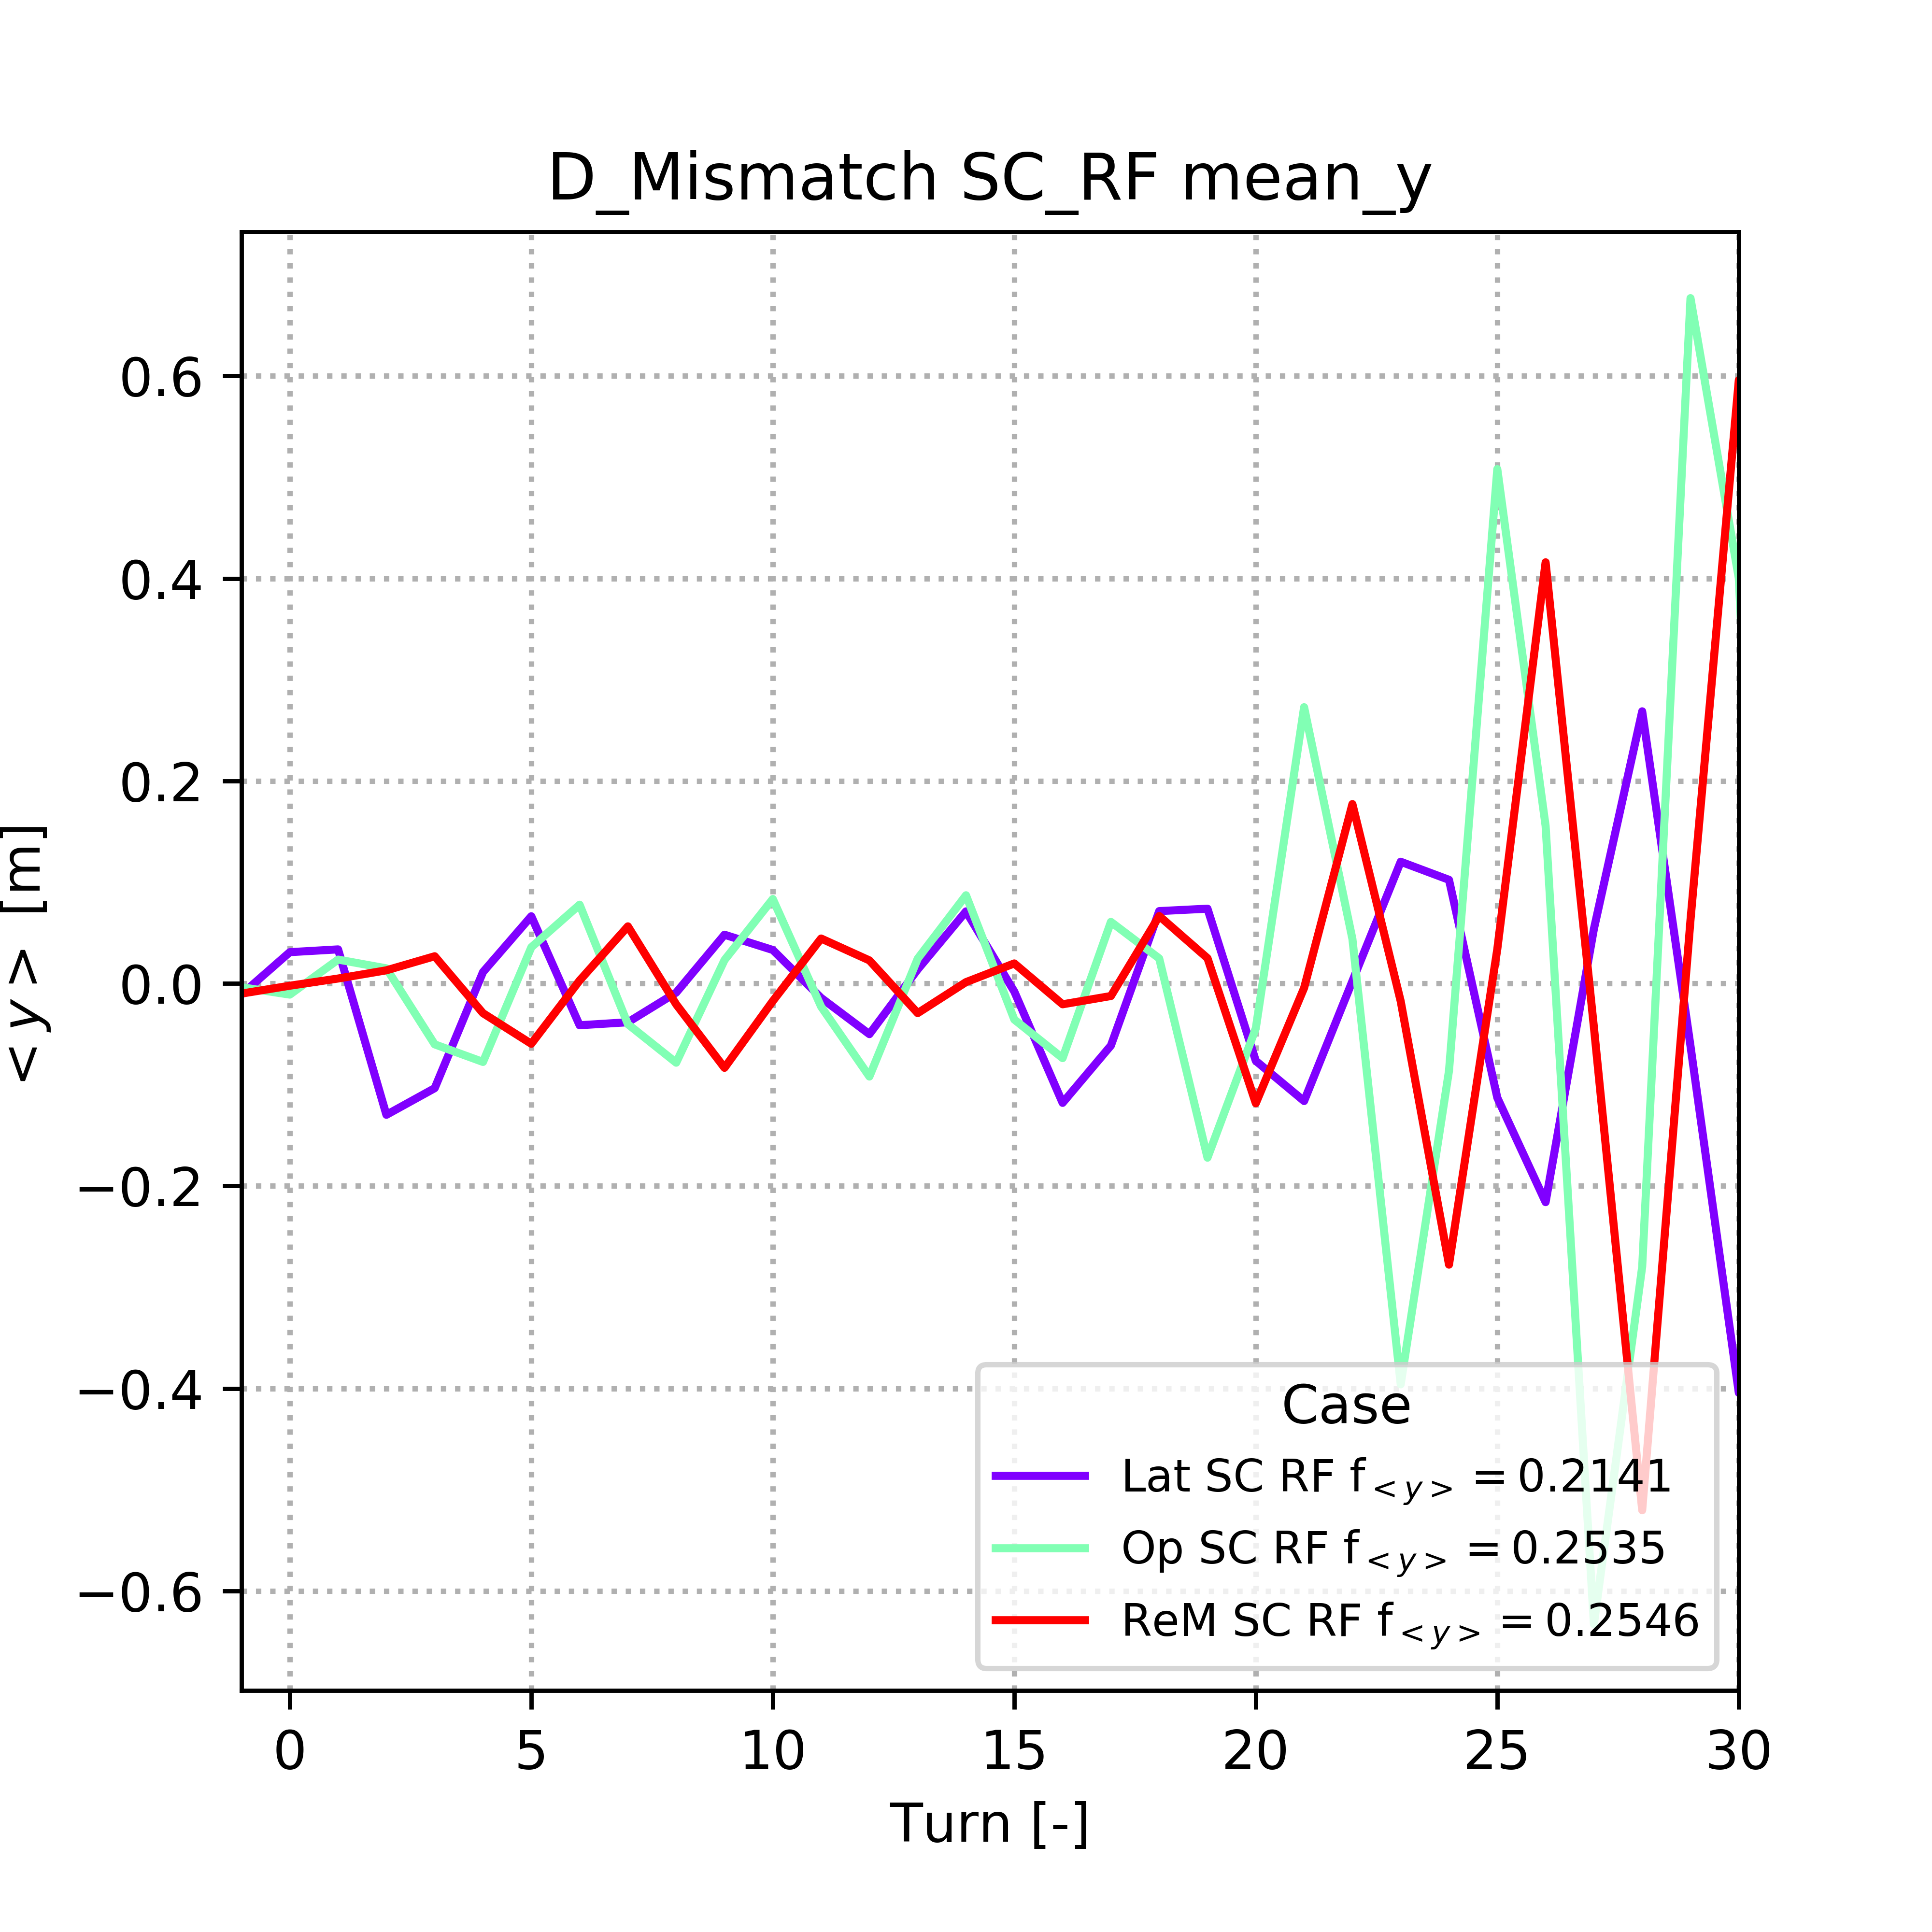 D_Mismatch SC_RF mean_y
0.6
0.4
0.2
0.0
−0.2
−0.4
−0.6
< y > [m]
0 5 10 15 20 25 30
Turn [-]
Case
Lat SC RF f<y> = 0.2141
Op SC RF f<y> = 0.2535
ReM SC RF f<y> = 0.2546